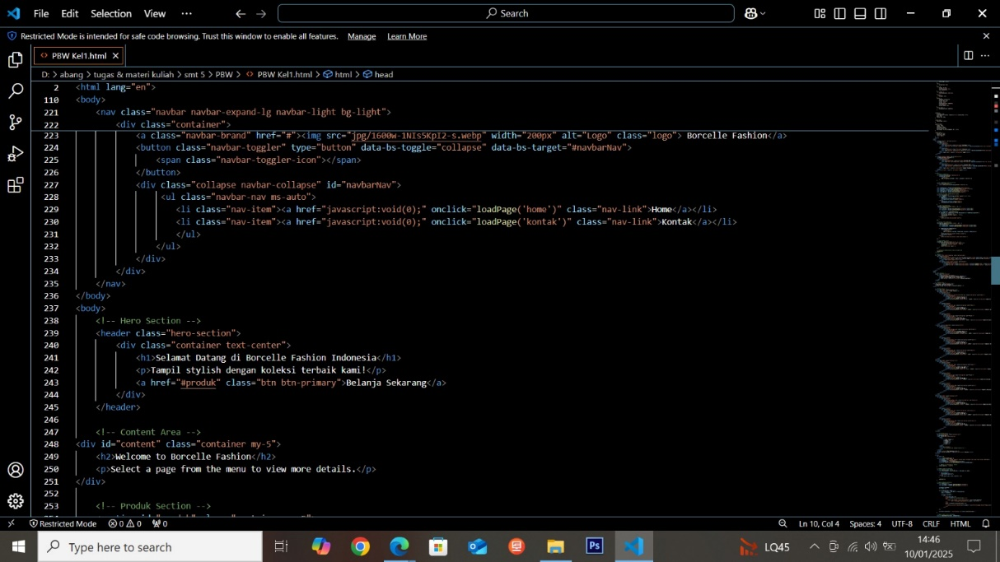 File Edit Selection View ··· Search
Restricted Mode is intended for safe code browsing. Trust this window to enable all features. Manage Learn More
PBW Kel1.html
D: > abang > tugas & materi kuliah > smt 5 > PBW > PBW Kel1.html > html > head
2 <html lang="en">
110 <body>
221 <nav class="navbar navbar-expand-lg navbar-light bg-light">
222 <div class="container">
223 <a class="navbar-brand" href="#"><img src="jpg/1600w-1NIs5KpI2-s.webp" width="200px" alt="Logo" class="logo"> Borcelle Fashion</a>
224 <button class="navbar-toggler" type="button" data-bs-toggle="collapse" data-bs-target="#navbarNav">
225 <span class="navbar-toggler-icon"></span>
226 </button>
227 <div class="collapse navbar-collapse" id="navbarNav">
228 <ul class="navbar-nav ms-auto">
229 <li class="nav-item"><a href="javascript:void(0);" onclick="loadPage('home')" class="nav-link">Home</a></li>
230 <li class="nav-item"><a href="javascript:void(0);" onclick="loadPage('kontak')" class="nav-link">Kontak</a></li>
231 </ul>
232 </ul>
233 </div>
234 </div>
235 </nav>
236 </body>
237 <body>
238 <!-- Hero Section -->
239 <header class="hero-section">
240 <div class="container text-center">
241 <h1>Selamat Datang di Borcelle Fashion Indonesia</h1>
242 <p>Tampil stylish dengan koleksi terbaik kami!</p>
243 <a href="#produk" class="btn btn-primary">Belanja Sekarang</a>
244 </div>
245 </header>
246
247 <!-- Content Area -->
248 <div id="content" class="container my-5">
249 <h2>Welcome to Borcelle Fashion</h2>
250 <p>Select a page from the menu to view more details.</p>
251 </div>
252
253 <!-- Produk Section -->
Restricted Mode 0 0 0 Ln 10, Col 4 Spaces: 4 UTF-8 CRLF HTML
Type here to search Ps LQ45 14:46
10/01/2025